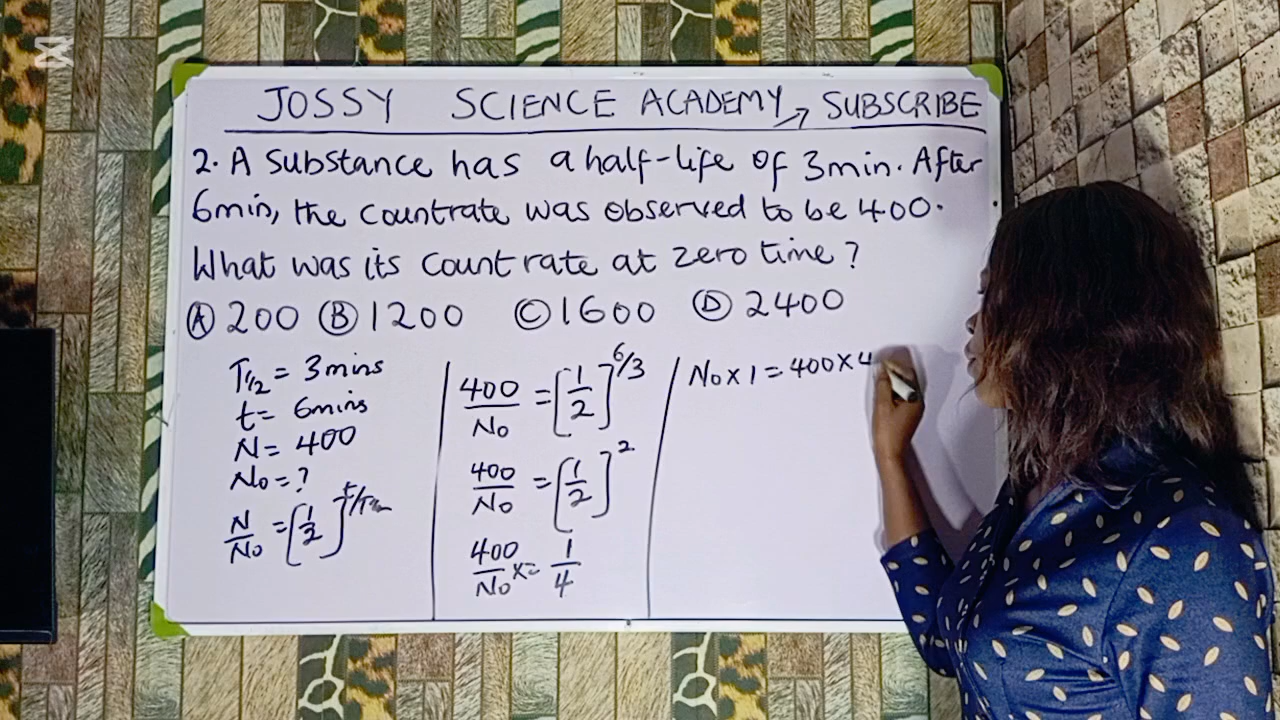 JOSSY SCIENCE ACADEMY → SUBSCRIBE
2. A Substance has a half-life of 3min. After
6min, the countrate was observed to be 400.
What was its count rate at zero time?
Ⓐ 200 Ⓑ 1200 Ⓒ 1600 Ⓓ 2400
T1/2 = 3mins
t = 6mins
N = 400
No = ?
N/No = [1/2]^t/T1/2
400/No = [1/2]^6/3
400/No = [1/2]^2
400/No ×= 1/4
No × 1 = 400 × 4